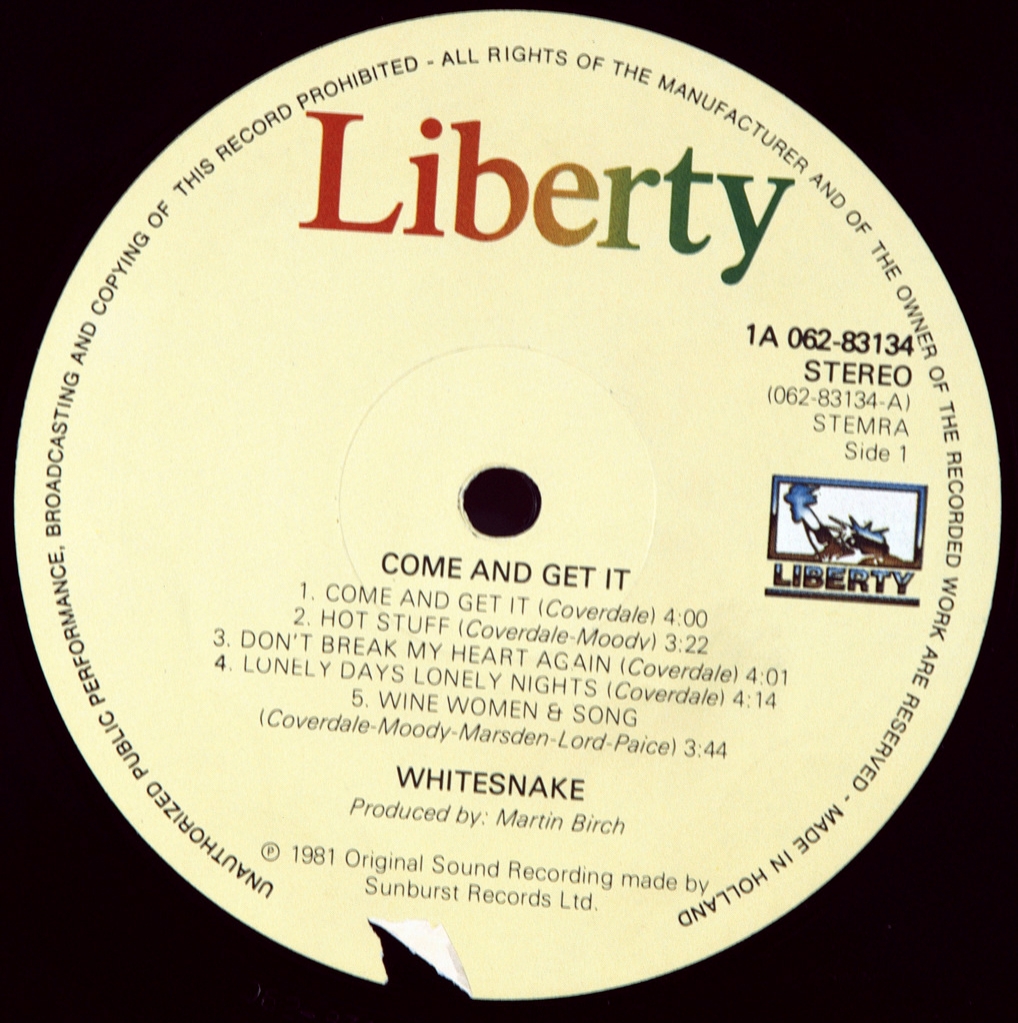 UNAUTHORIZED PUBLIC PERFORMANCE, BROADCASTING AND COPYING OF THIS RECORD PROHIBITED - ALL RIGHTS OF THE MANUFACTURER AND OF THE OWNER OF THE RECORDED WORK ARE RESERVED - MADE IN HOLLAND
Liberty
1A 062-83134
STEREO
(062-83134-A)
STEMRA
Side 1
LIBERTY
COME AND GET IT
1. COME AND GET IT (Coverdale) 4:00
2. HOT STUFF (Coverdale-Moody) 3:22
3. DON'T BREAK MY HEART AGAIN (Coverdale) 4:01
4. LONELY DAYS LONELY NIGHTS (Coverdale) 4:14
5. WINE WOMEN & SONG
(Coverdale-Moody-Marsden-Lord-Paice) 3:44
WHITESNAKE
Produced by: Martin Birch
℗ 1981 Original Sound Recording made by
Sunburst Records Ltd.